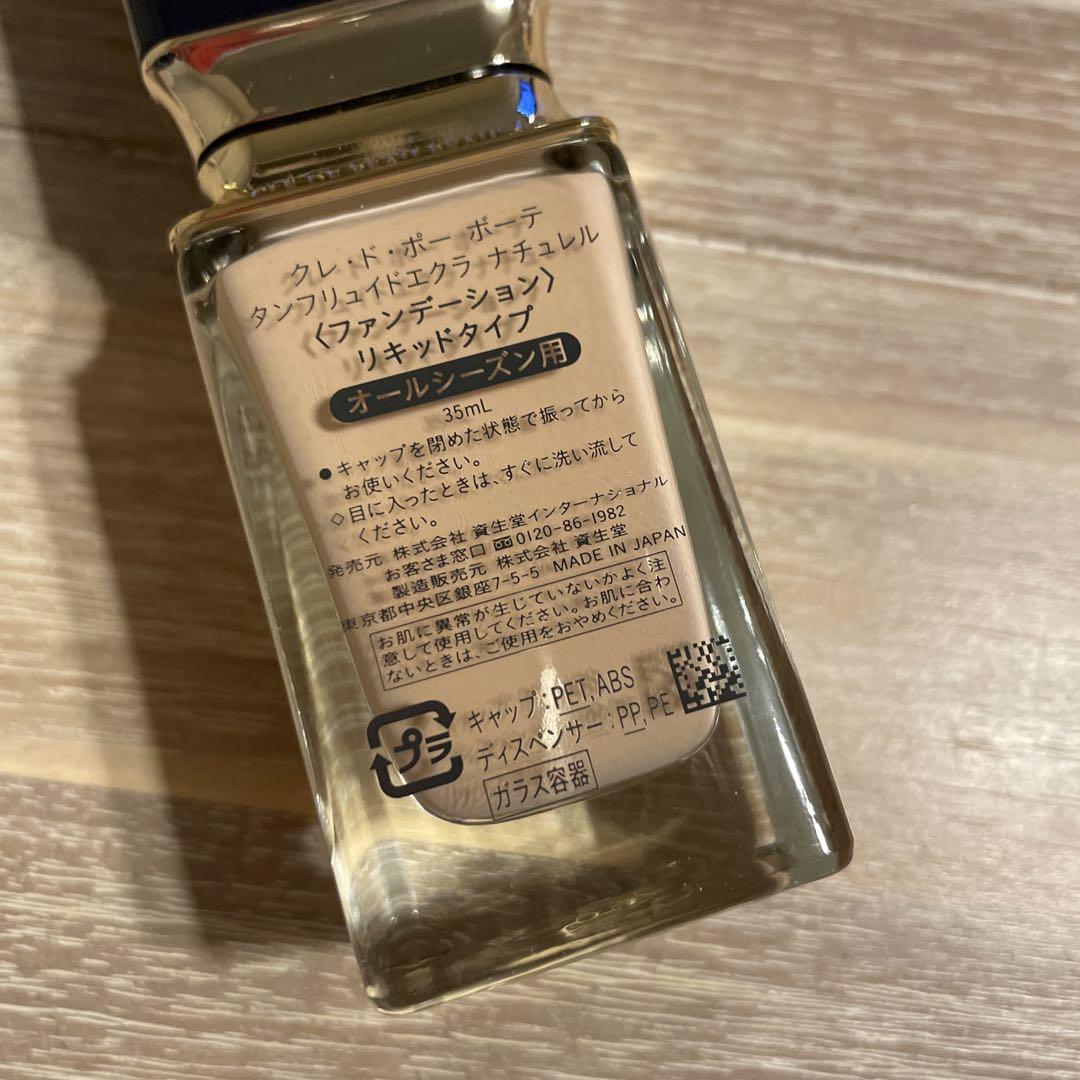 クレ・ド・ポー ボーテ
タンフリュイドエクラ ナチュレル
〈ファンデーション〉
リキッドタイプ
オールシーズン用
35mL
●キャップを閉めた状態で振ってから
お使いください。
◇目に入ったときは、すぐに洗い流して
ください。
発売元 株式会社 資生堂インターナショナル
お客さま窓口 0120-86-1982
製造販売元 株式会社 資生堂
東京都中央区銀座7-5-5 MADE IN JAPAN
お肌に異常が生じていないかよく注
意して使用してください。お肌に合わ
ないときは、ご使用をおやめください。
プラ
キャップ：PET, ABS
ディスペンサー：PP, PE
ガラス容器